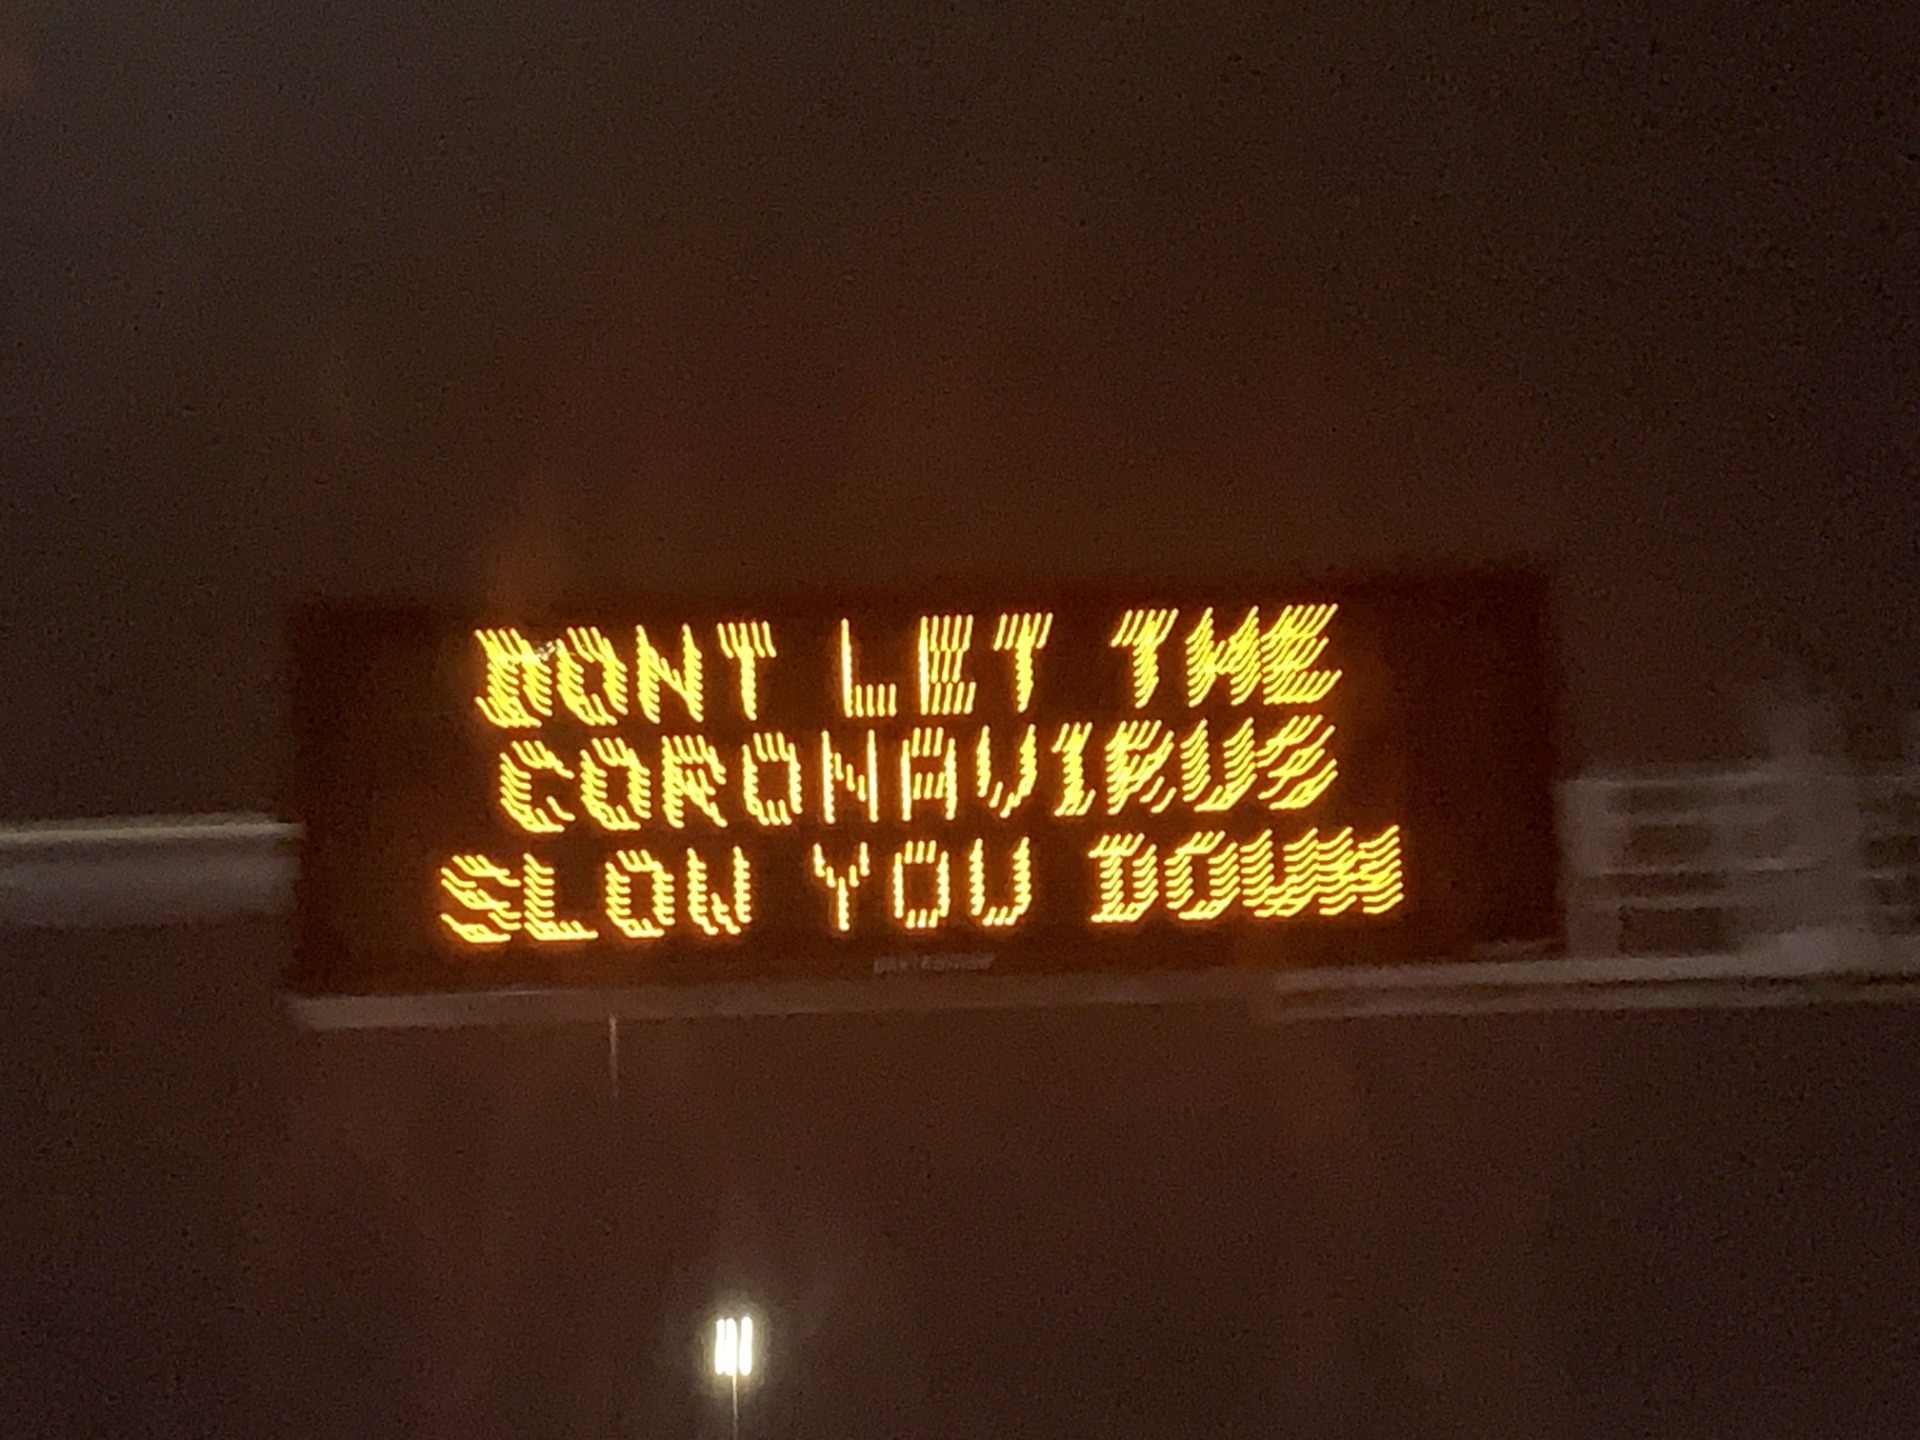 DONT LET THE
CORONAVIRUS
SLOW YOU DOWN